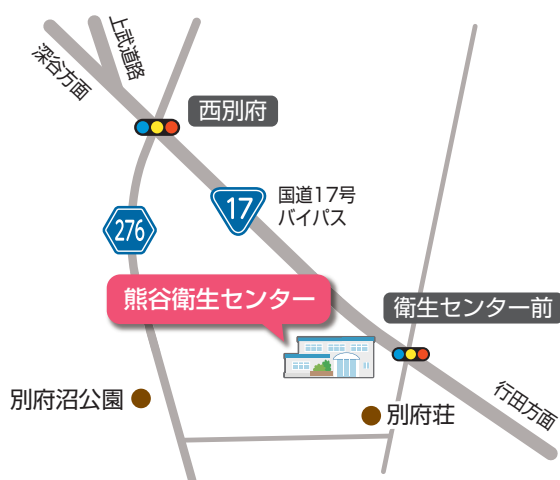 上武道路
深谷方面
西別府
17
国道17号
バイパス
276
熊谷衛生センター
衛生センター前
別府沼公園
別府荘
行田方面